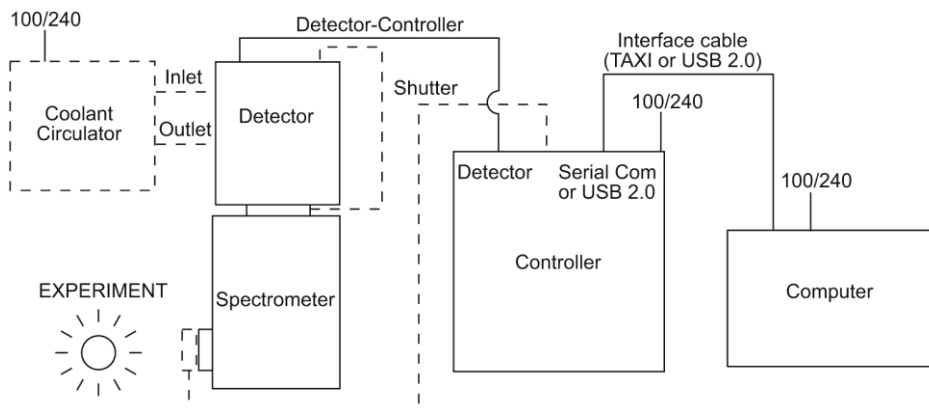 100/240
Detector-Controller
Interface cable
(TAXI or USB 2.0)
Inlet
Shutter
100/240
Coolant
Circulator
Detector
Outlet
Detector
Serial Com
or USB 2.0
100/240
Controller
EXPERIMENT
Spectrometer
Computer